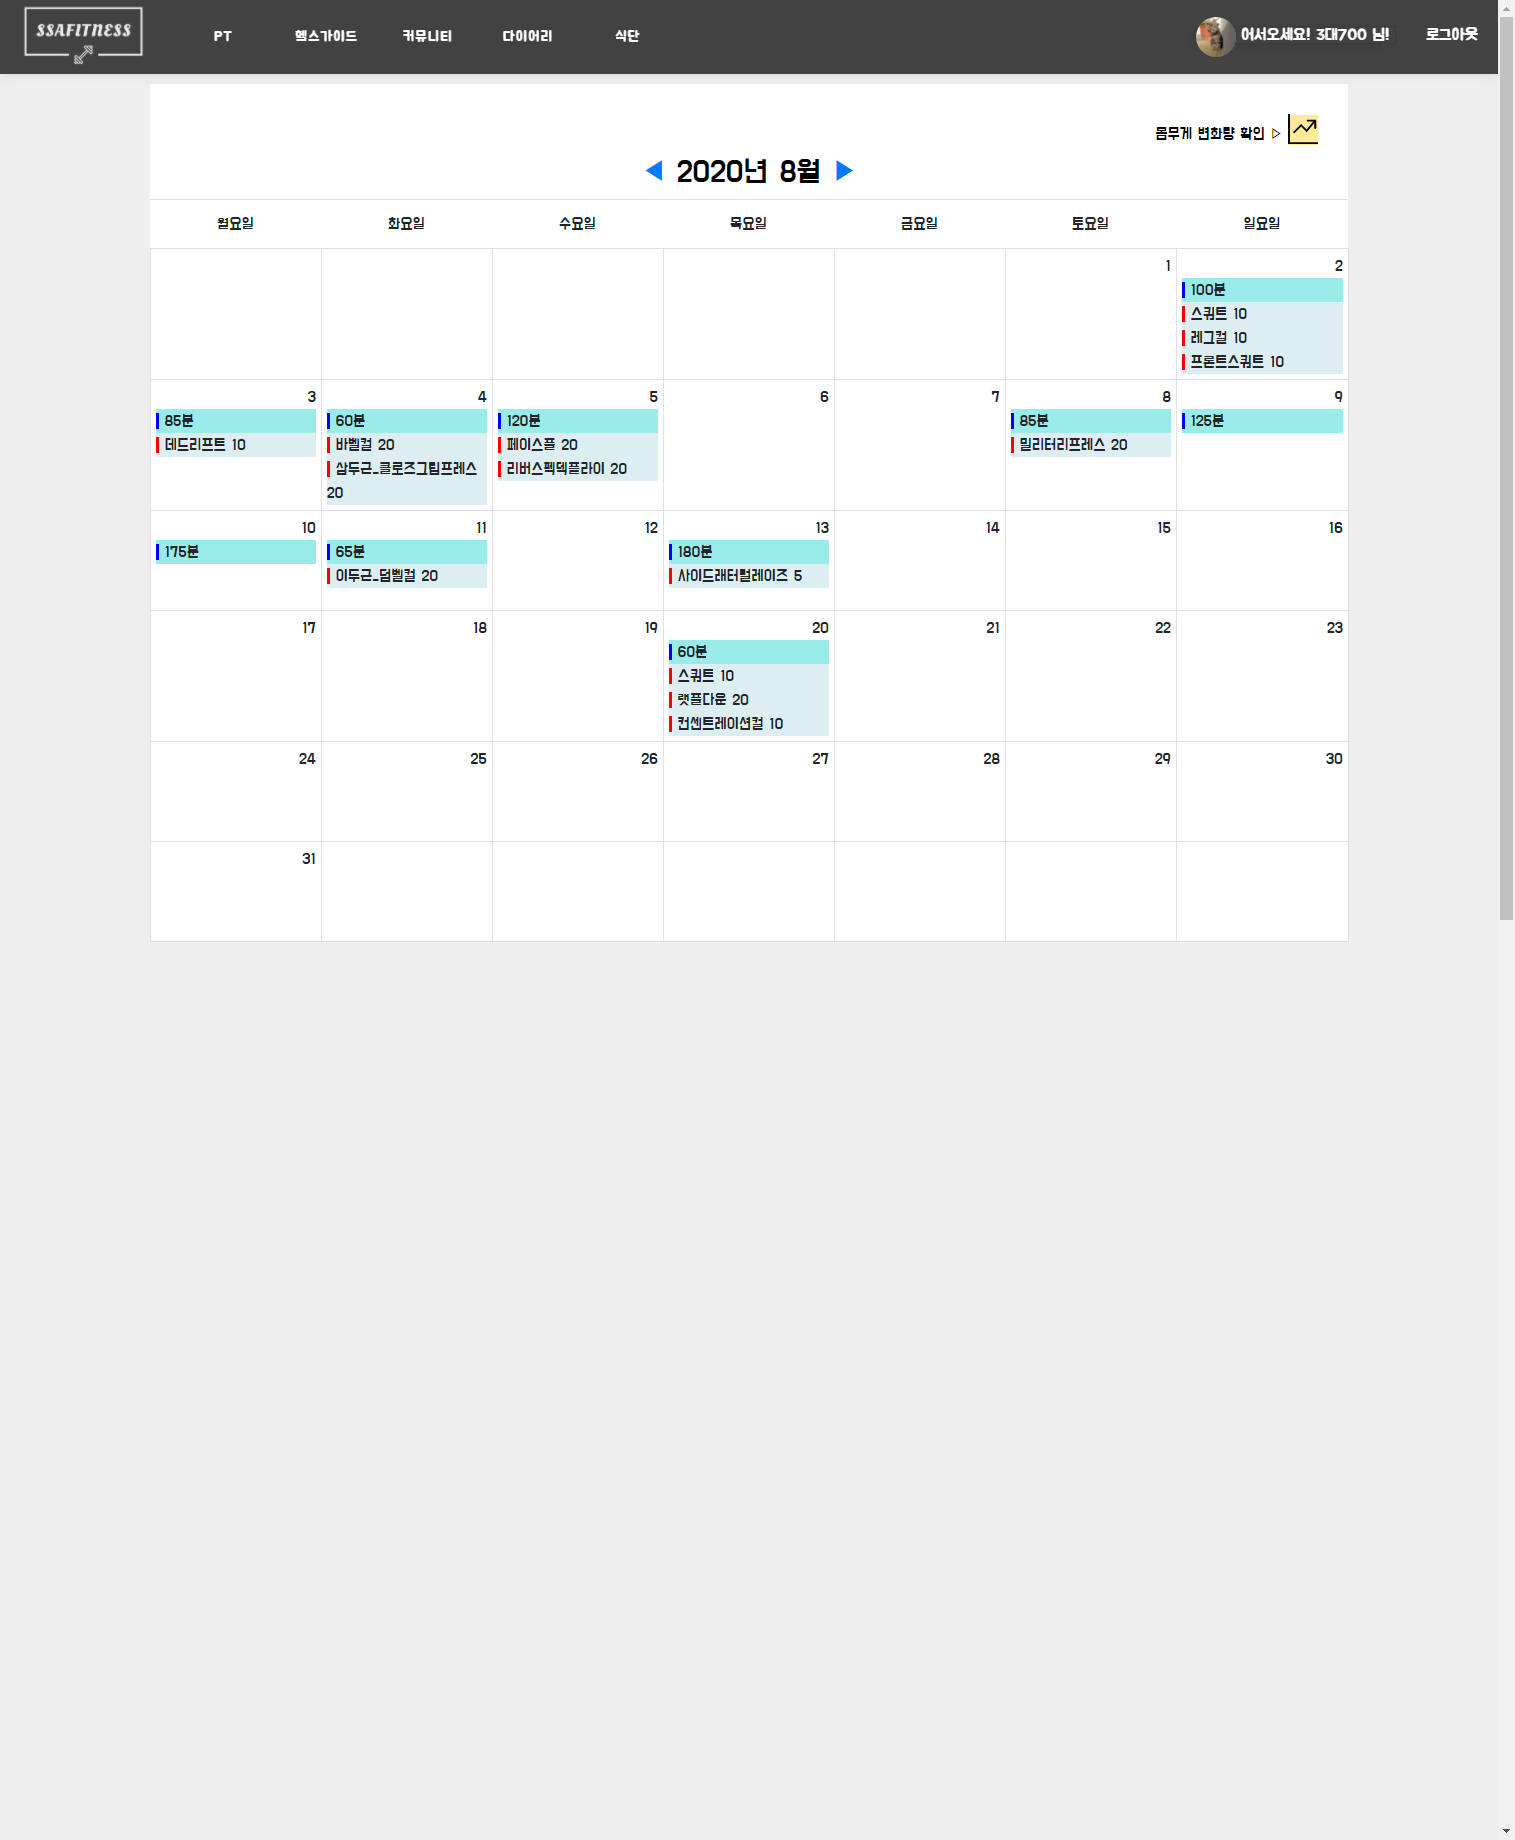 SSAFITNESS
PT 헬스가이드 커뮤니티 다이어리 식단 어서오세요! 3대700 님! 로그아웃
몸무게 변화량 확인 ▷
◀ 2020년 8월 ▶
월요일 화요일 수요일 목요일 금요일 토요일 일요일
1
2
100분
스쿼트 10
레그컬 10
프론트스쿼트 10
3
85분
데드리프트 10
4
60분
바벨컬 20
삼두근_클로즈그립프레스
20
5
120분
페이스풀 20
리버스펙덱플라이 20
6
7
8
85분
밀리터리프레스 20
9
125분
10
175분
11
65분
이두근_덤벨컬 20
12
13
180분
사이드래터럴레이즈 5
14
15
16
17
18
19
20
60분
스쿼트 10
랫풀다운 20
컨센트레이션컬 10
21
22
23
24
25
26
27
28
29
30
31